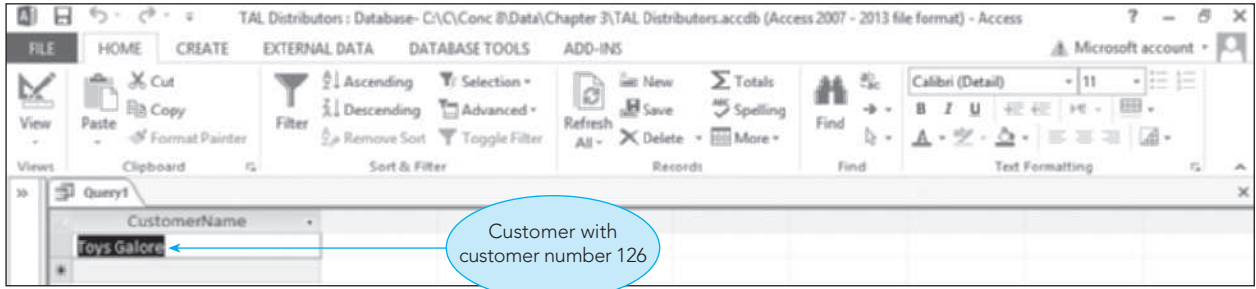 TAL Distributors : Database- C:\C\Conc 8\Data\Chapter 3\TAL Distributors.accdb (Access 2007 - 2013 file format) - Access ?
FILE HOME CREATE EXTERNAL DATA DATABASE TOOLS ADD-INS Microsoft account
Cut Ascending Selection New Totals Calibri (Detail) 11
Copy Descending Advanced Save Spelling B I U
View Paste Format Painter Filter Remove Sort Toggle Filter Refresh All Delete More Find A
Views Clipboard Sort & Filter Records Find Text Formatting
Query1
CustomerName
Toys Galore
Customer with
customer number 126